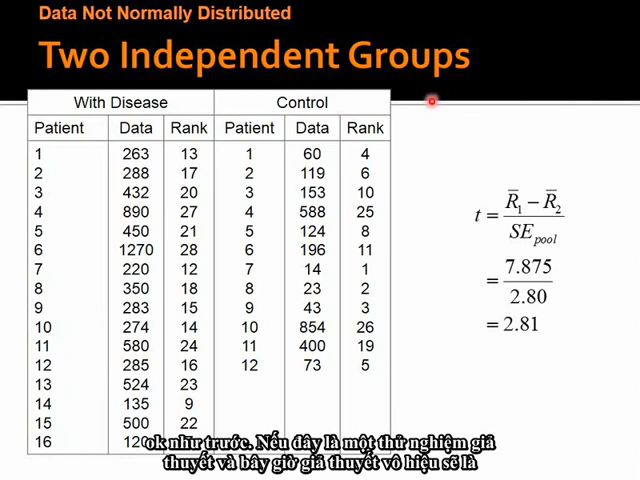 Data Not Normally Distributed
Two Independent Groups
With Disease Control
Patient Data Rank Patient Data Rank
1 263 13 1 60 4
2 288 17 2 119 6
3 432 20 3 153 10
4 890 27 4 588 25
5 450 21 5 124 8
6 1270 28 6 196 11
7 220 12 7 14 1
8 350 18 8 23 2
9 283 15 9 43 3
10 274 14 10 854 26
11 580 24 11 400 19
12 285 16 12 73 5
13 524 23
14 135 9
15 500 22
16 120
t = (R̄₁ − R̄₂) / SEpool
= 7.875 / 2.80
= 2.81
ok như trước. Nếu đây là một thử nghiệm giả
thuyết và bây giờ giả thuyết vô hiệu sẽ là